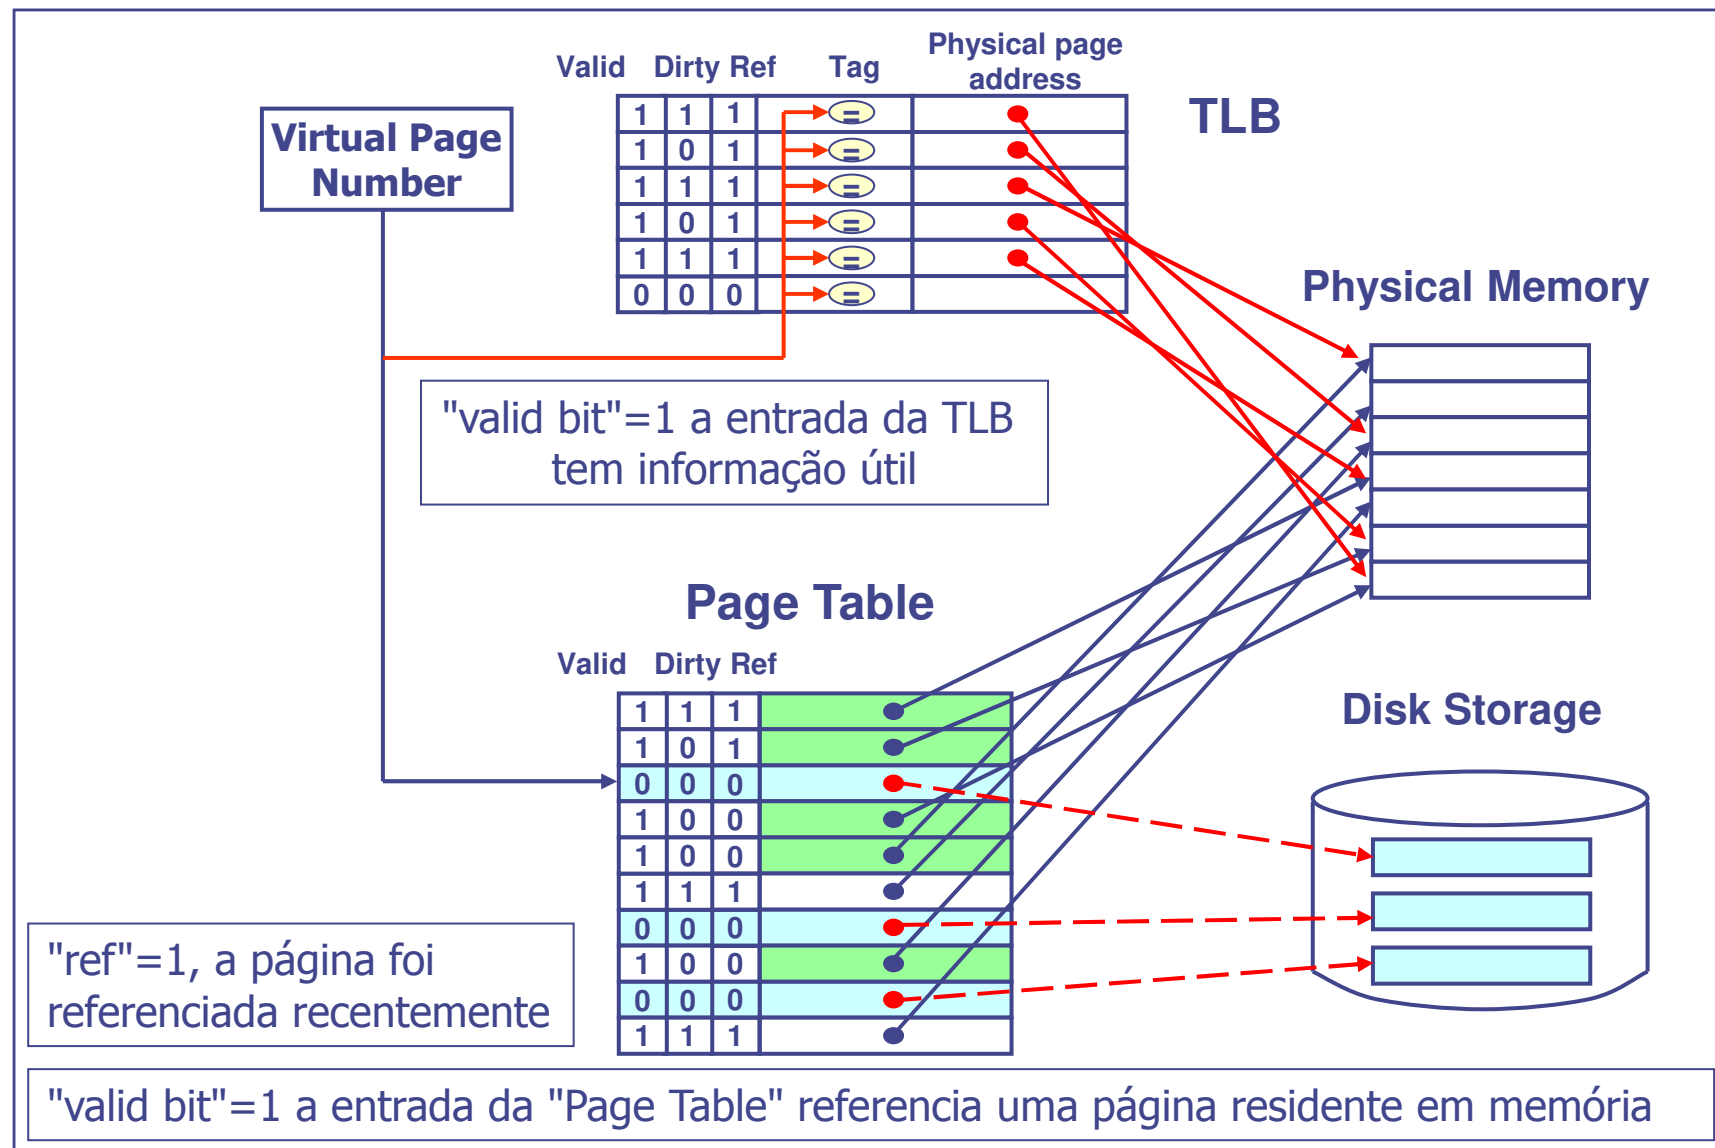 Physical page
Valid Dirty Ref Tag address
TLB
Virtual Page
Number
1 1 1 =
1 0 1 =
1 1 1 =
1 0 1 =
1 1 1 =
0 0 0 =
Physical Memory
"valid bit"=1 a entrada da TLB
tem informação útil
Page Table
Valid Dirty Ref
1 1 1
1 0 1
0 0 0
1 0 0
1 0 0
1 1 1
0 0 0
1 0 0
0 0 0
1 1 1
Disk Storage
"ref"=1, a página foi
referenciada recentemente
"valid bit"=1 a entrada da "Page Table" referencia uma página residente em memória